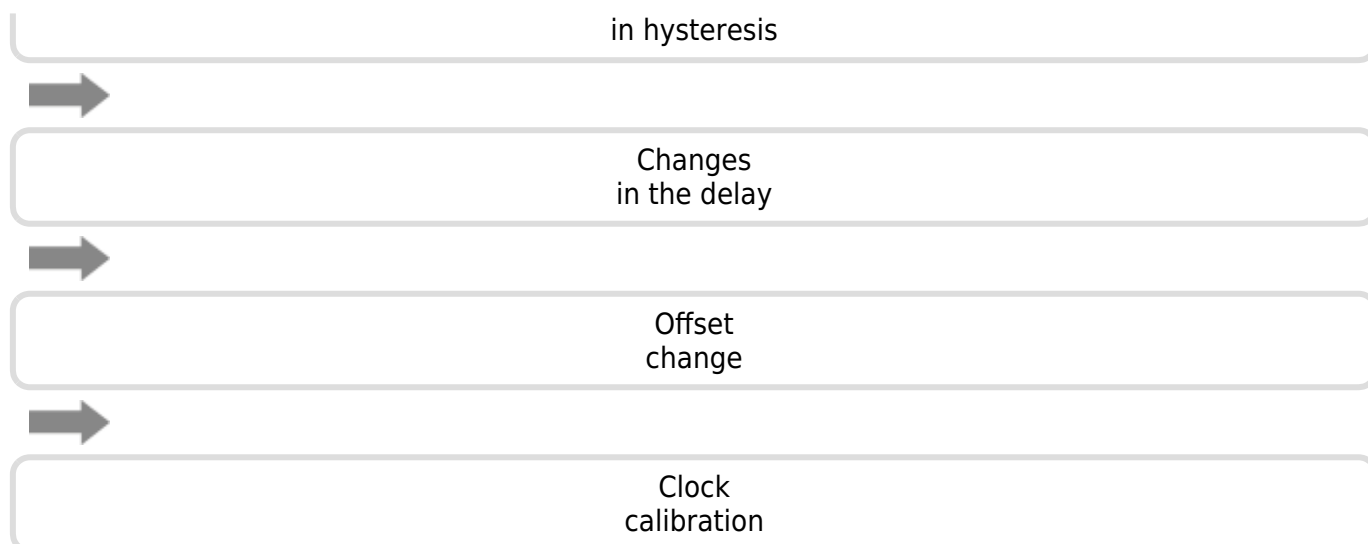 in hysteresis
Changes
in the delay
Offset
change
Clock
calibration